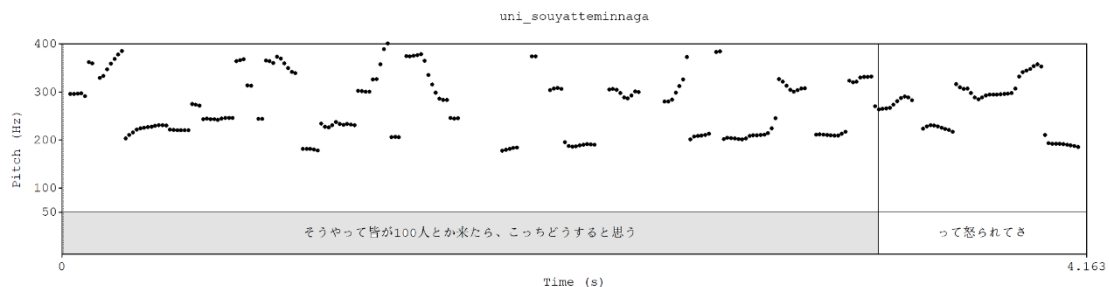 uni_souyatteminnaga
400
300
200
100
50
Pitch (Hz)
そうやって皆が100人とか来たら、こっちどうすると思う
って怒られてさ
0
4.163
Time (s)